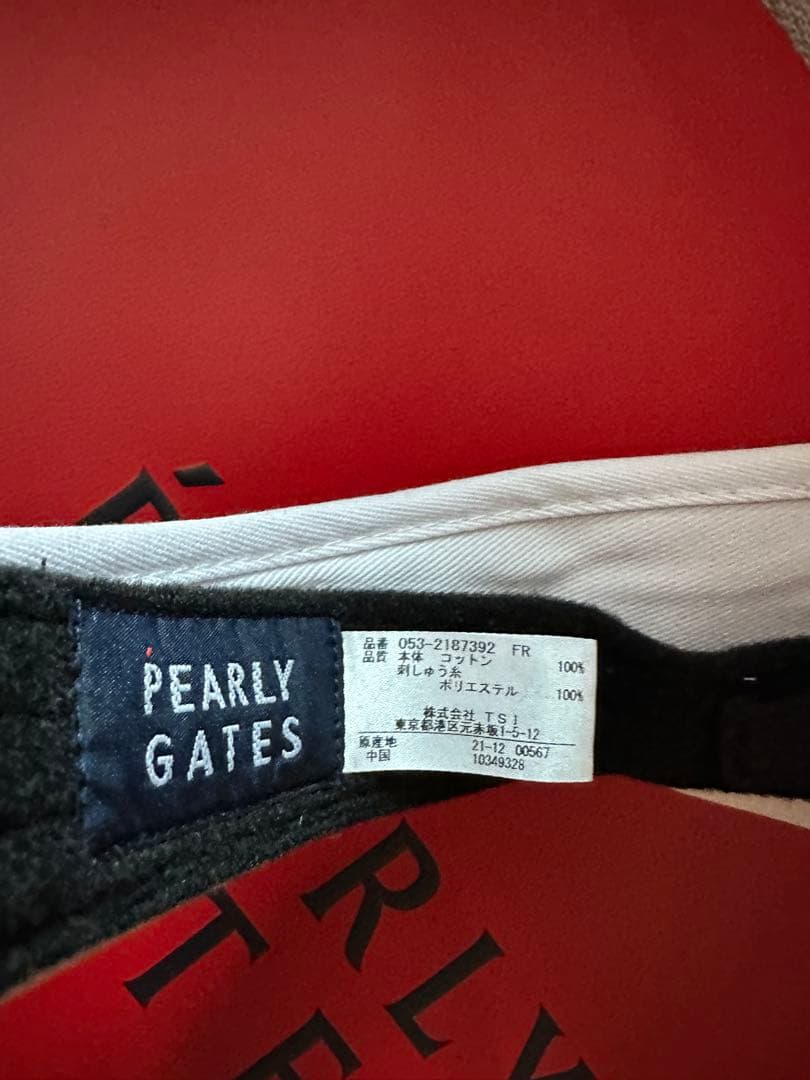 PEARLY
GATES
品番 053-2187392 FR
品質 本体 コットン 100%
刺しゅう糸
ポリエステル 100%
株式会社 TSI
東京都港区元赤坂1-5-12
原産地 21-12 00567
中国 10349328